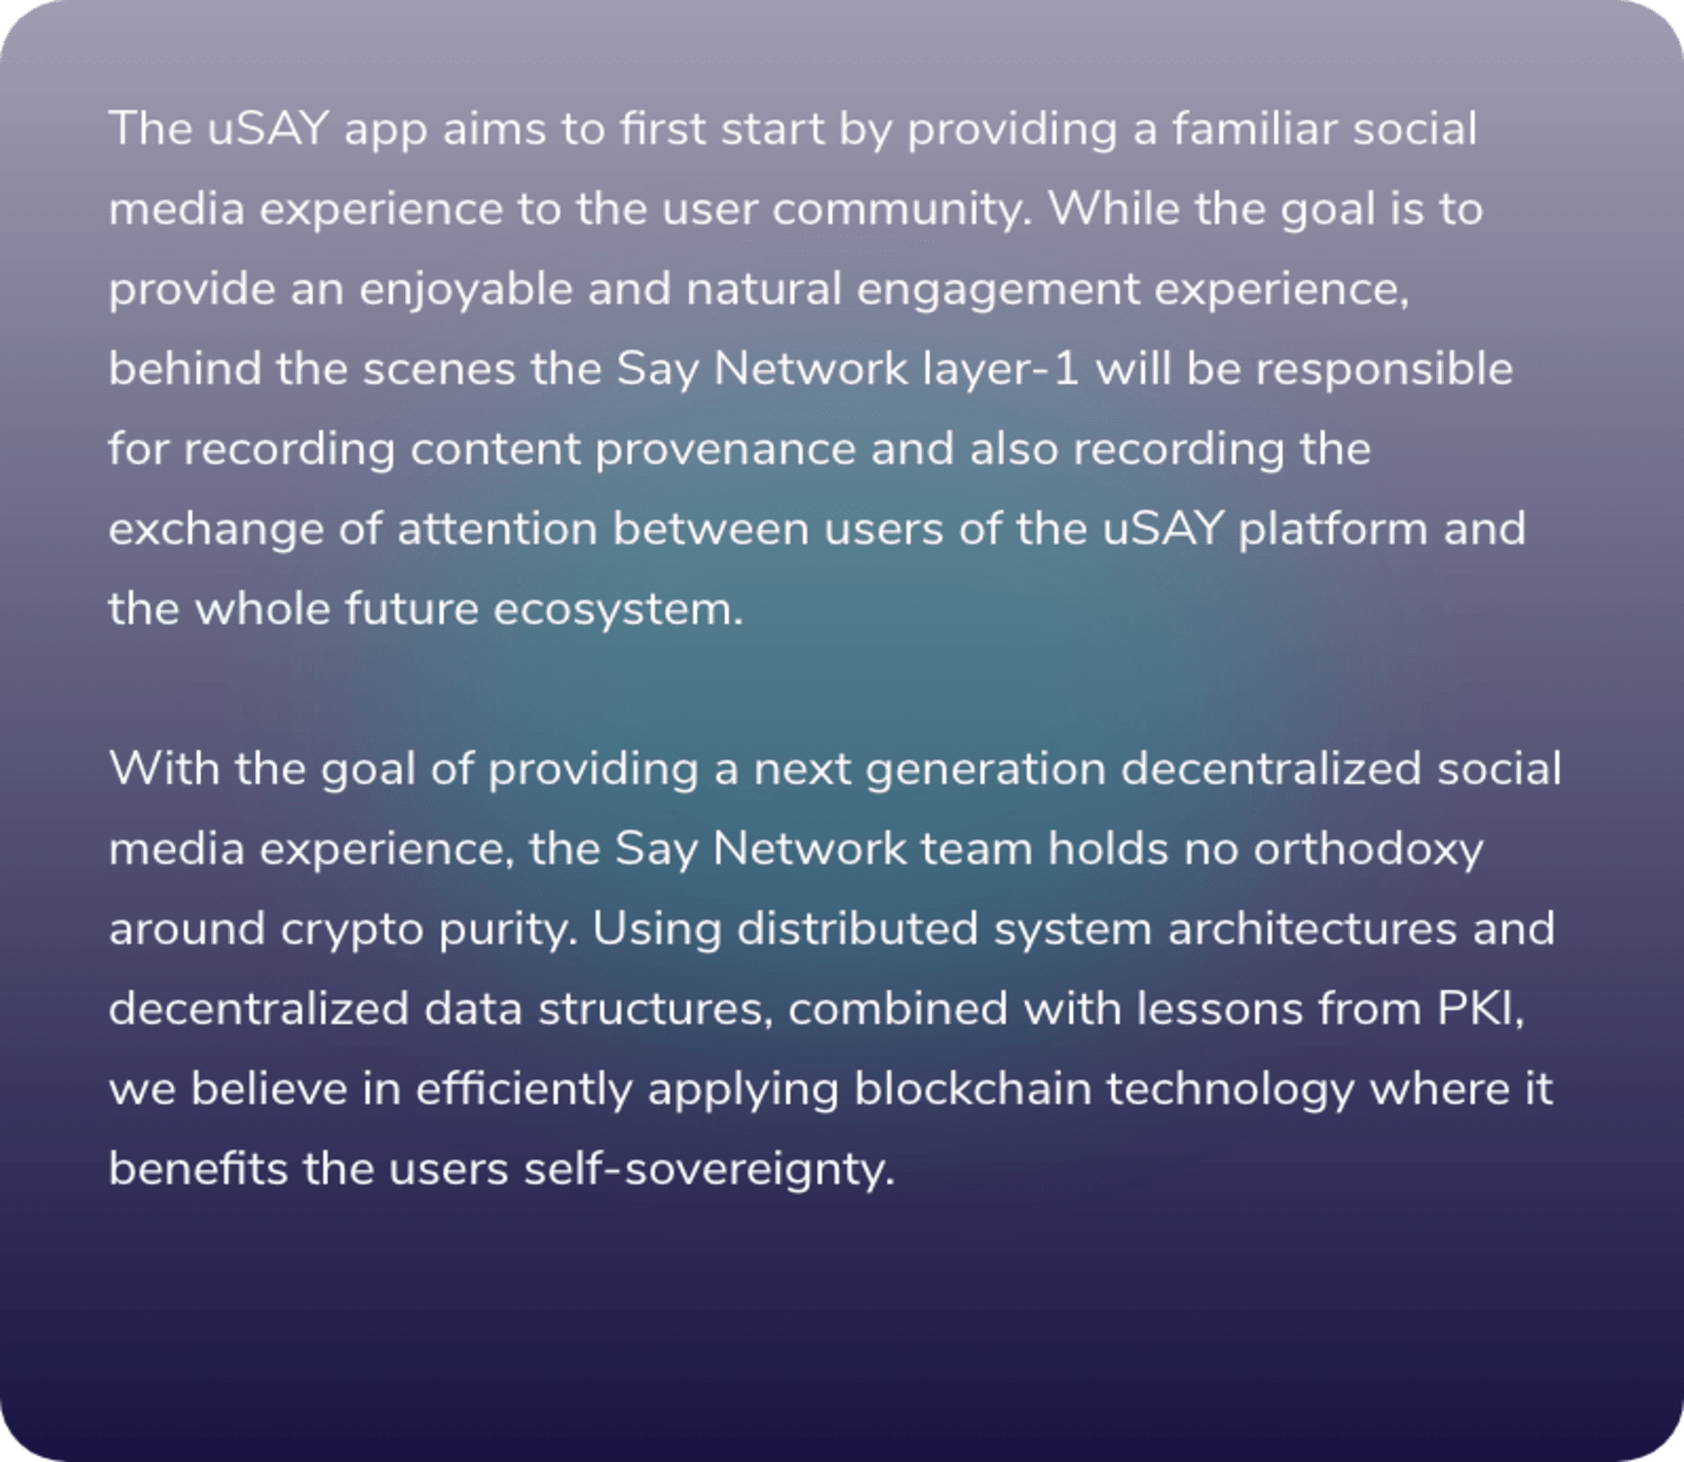 The uSAY app aims to first start by providing a familiar social
media experience to the user community. While the goal is to
provide an enjoyable and natural engagement experience,
behind the scenes the Say Network layer-1 will be responsible
for recording content provenance and also recording the
exchange of attention between users of the uSAY platform and
the whole future ecosystem.
With the goal of providing a next generation decentralized social
media experience, the Say Network team holds no orthodoxy
around crypto purity. Using distributed system architectures and
decentralized data structures, combined with lessons from PKI,
we believe in efficiently applying blockchain technology where it
benefits the users self-sovereignty.